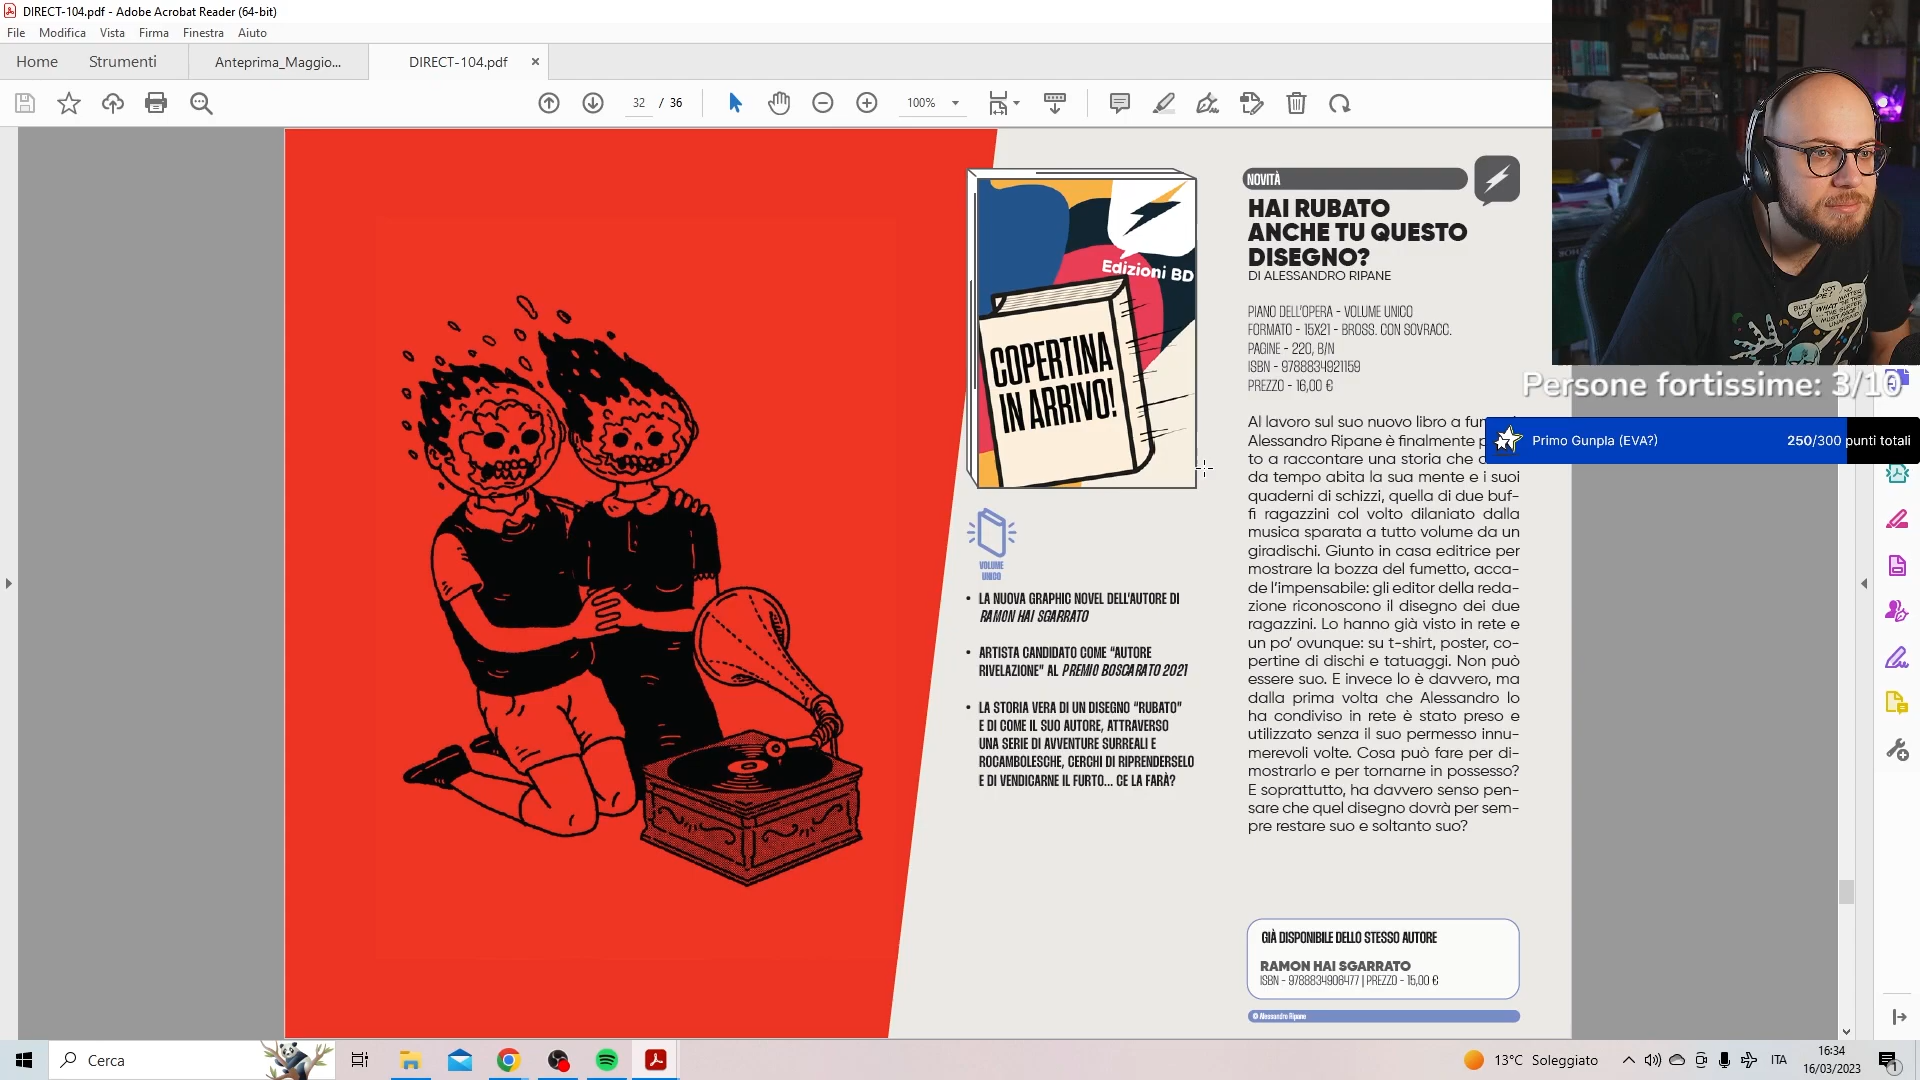 DIRECT-104.pdf - Adobe Acrobat Reader (64-bit)
File Modifica Vista Firma Finestra Aiuto
Home Strumenti Anteprima_Maggio... DIRECT-104.pdf ×
32 / 36 100%
NOVITÀ
HAI RUBATO
ANCHE TU QUESTO
DISEGNO?
DI ALESSANDRO RIPANE
PIANO DELL'OPERA - VOLUME UNICO
FORMATO - 15X21 - BROSS. CON SOVRACC.
PAGINE - 220, B/N
ISBN - 9788834921159
PREZZO - 16,00 €
Edizioni BD
COPERTINA
IN ARRIVO!
VOLUME
UNICO
• LA NUOVA GRAPHIC NOVEL DELL'AUTORE DI
RAMON HAI SGARRATO
• ARTISTA CANDIDATO COME "AUTORE
RIVELAZIONE" AL PREMIO BOSCARATO 2021
• LA STORIA VERA DI UN DISEGNO "RUBATO"
E DI COME IL SUO AUTORE, ATTRAVERSO
UNA SERIE DI AVVENTURE SURREALI E
ROCAMBOLESCHE, CERCHI DI RIPRENDERSELO
E DI VENDICARNE IL FURTO... CE LA FARÀ?
Al lavoro sul suo nuovo libro a
Alessandro Ripane è finalmente
to a raccontare una storia che
da tempo abita la sua mente e i suoi
quaderni di schizzi, quella di due buf-
fi ragazzini col volto dilaniato dalla
musica sparata a tutto volume da un
giradischi. Giunto in casa editrice per
mostrare la bozza del fumetto, acca-
de l'impensabile: gli editor della reda-
zione riconoscono il disegno dei due
ragazzini. Lo hanno già visto in rete e
un po' ovunque: su t-shirt, poster, co-
pertine di dischi e tatuaggi. Non può
essere suo. E invece lo è davvero, ma
dalla prima volta che Alessandro lo
ha condiviso in rete è stato preso e
utilizzato senza il suo permesso innu-
merevoli volte. Cosa può fare per di-
mostrarlo e per tornarne in possesso?
E soprattutto, ha davvero senso pen-
sare che quel disegno dovrà per sem-
pre restare suo e soltanto suo?
GIÀ DISPONIBILE DELLO STESSO AUTORE
RAMON HAI SGARRATO
ISBN - 9788834906477 | PREZZO - 15,00 €
© Alessandro Ripane
Persone fortissime: 3/10
Primo Gunpla (EVA?) 250/300 punti totali
Cerca
13°C Soleggiato
ITA
16:34
16/03/2023
1